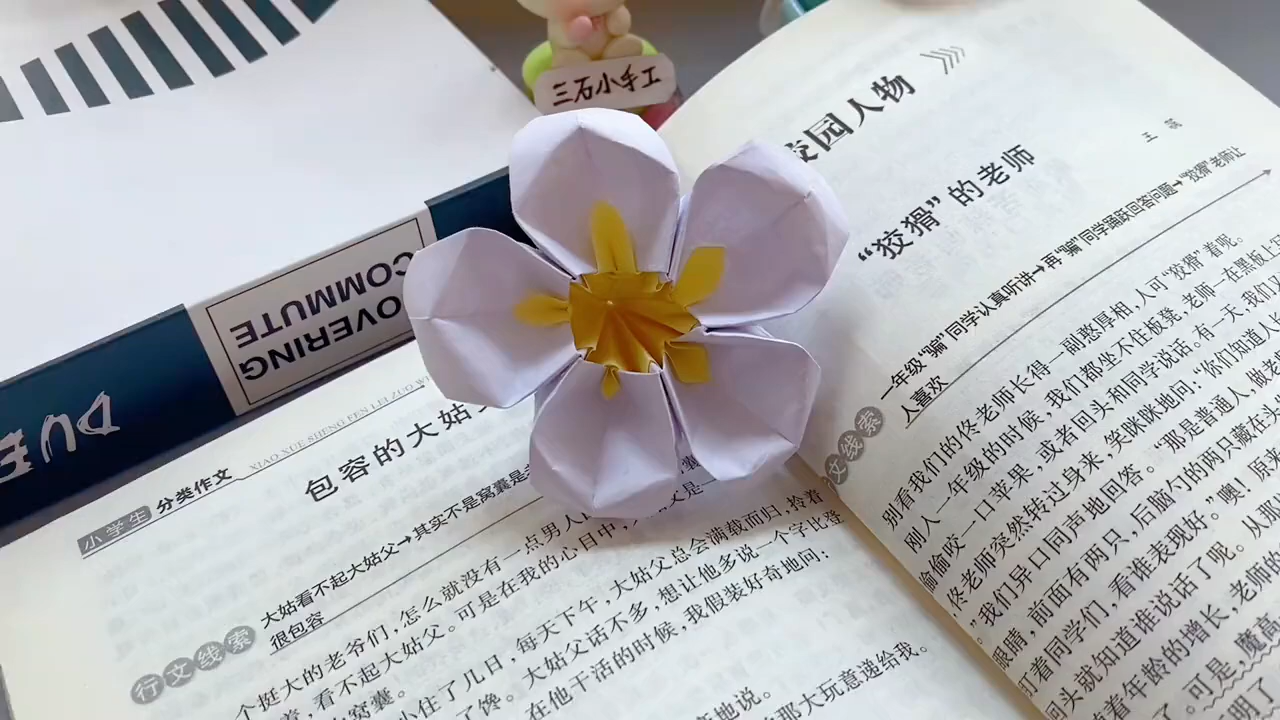 三石小手工
OVERING
COMMUTE
DUE
小学生 分类作文
XIAO XUE SHENG FEN LEI ZUO W
包容的大姑
行文线索
大姑看不起大姑父→其实不是窝囊是
很包容
个挺大的老爷们，怎么就没有一点男人
，看不起大姑父。可是在我的心目中，
窝囊。
小住了几日，每天下午，大姑父总会满载而归，拎着
了馋。大姑父话不多，想让他多说一个字比登
在他干活的时候，我假装好奇地问：
地说。
那大玩意递给我。
校园人物
“狡猾”的老师
王蕊
文线索
一年级“骗”同学认真听讲→再“骗”同学踊跃回答问题→“狡猾”老师让
人喜欢
别看我们的佟老师长得一副憨厚相，人可“狡猾”着呢。
刚入一年级的时候，我们都坐不住板凳，老师一在黑板上写
偷偷咬一口苹果，或者回头和同学说话。有一天，我们
佟老师突然转过身来，笑眯眯地问：“你们知道人长
“我们异口同声地回答。“那是普通人，做老
眼睛，前面有两只，后脑勺的两只藏在头
盯着同学们，看谁表现好。”噢！原来
回头就知道谁说话了呢。从那
着年龄的增长，老师的
了。可是，魔高
明了